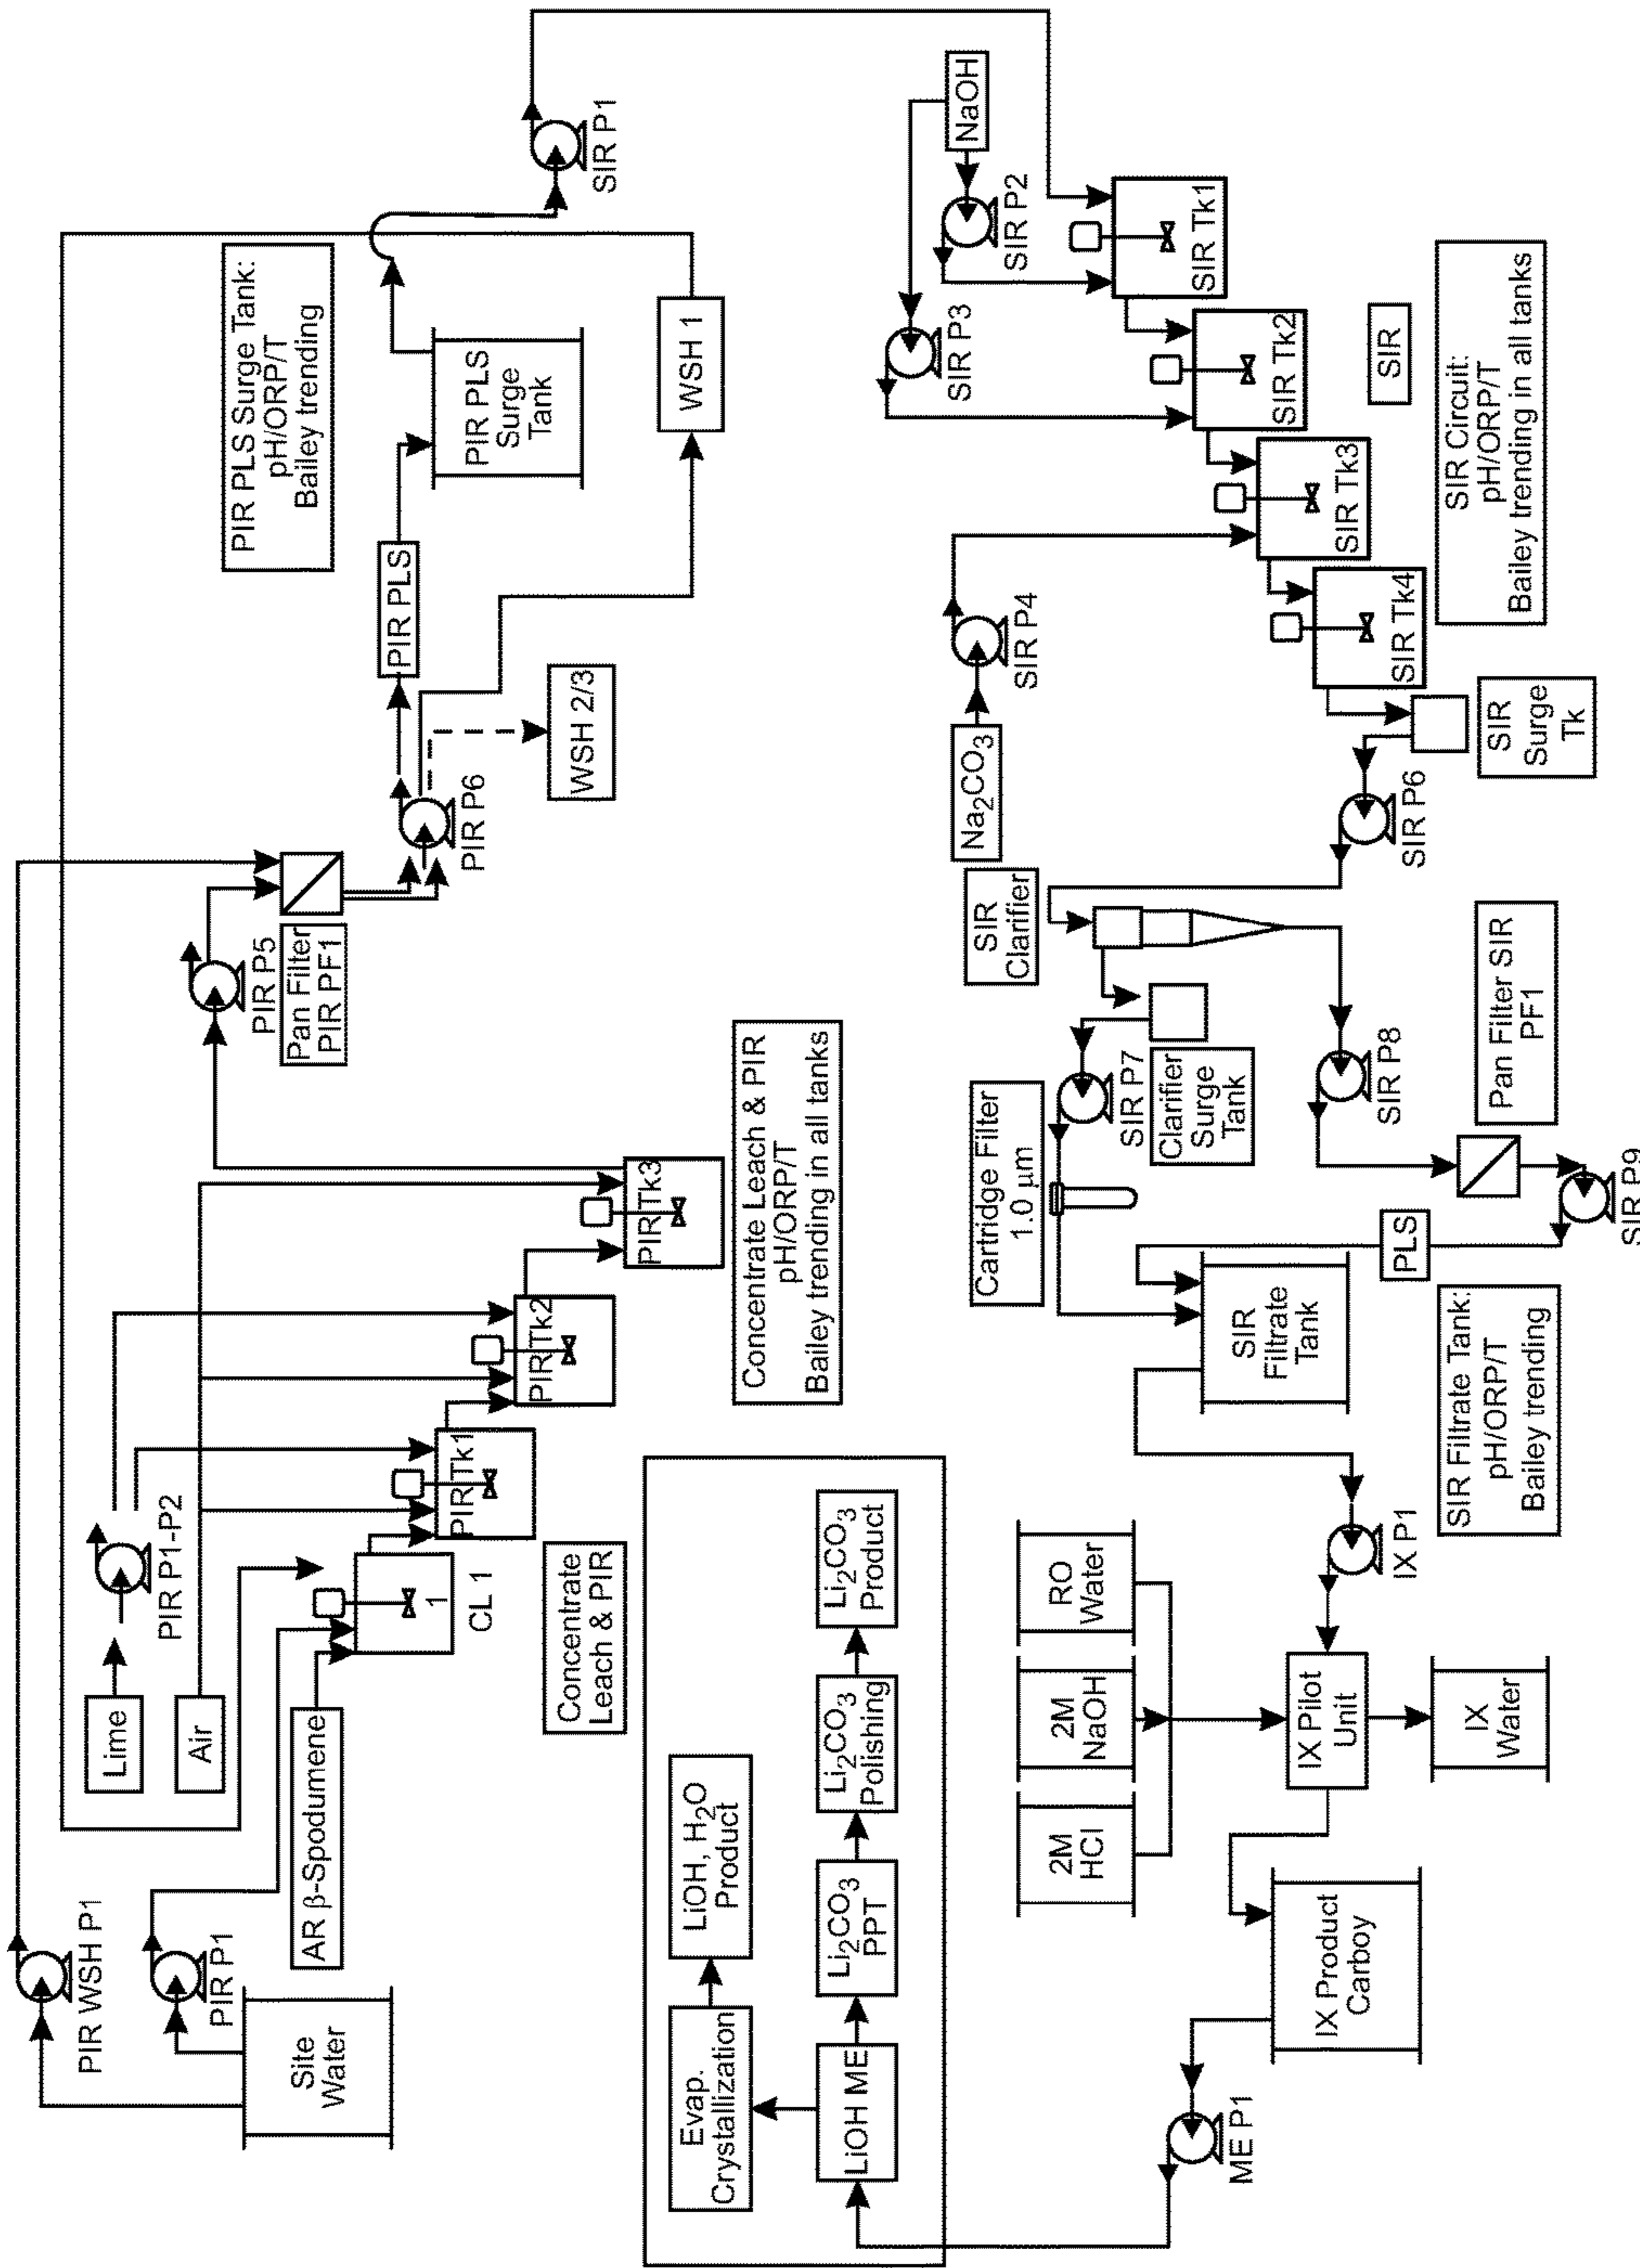 PIR WSH P1
PIR P1
Site
Water
Lime
Air
AR β-Spodumene
PIR P1-P2
1
CL 1
Concentrate
Leach & PIR
PIR Tk1
PIR Tk2
PIR Tk3
Concentrate Leach & PIR
pH/ORP/T
Bailey trending in all tanks
PIR P5
Pan Filter
PIR PF1
PIR P6
WSH 2/3
PIR PLS
WSH 1
PIR PLS
Surge
Tank
PIR PLS Surge Tank:
pH/ORP/T
Bailey trending
SIR P1
NaOH
SIR P2
SIR P3
SIR Tk1
SIR Tk2
SIR Tk3
SIR Tk4
SIR
SIR Circuit:
pH/ORP/T
Bailey trending in all tanks
SIR P4
Na₂CO₃
SIR
Surge
Tk
SIR P6
SIR
Clarifier
SIR P7
Clarifier
Surge
Tank
Cartridge Filter
1.0 μm
SIR P8
Pan Filter SIR
PF1
SIR P9
PLS
SIR
Filtrate
Tank
SIR Filtrate Tank:
pH/ORP/T
Bailey trending
IX P1
RO
Water
2M
NaOH
2M
HCl
IX Pilot
Unit
IX
Water
IX Product
Carboy
ME P1
LiOH ME
Evap.
Crystallization
LiOH, H₂O
Product
Li₂CO₃
PPT
Li₂CO₃
Polishing
Li₂CO₃
Product